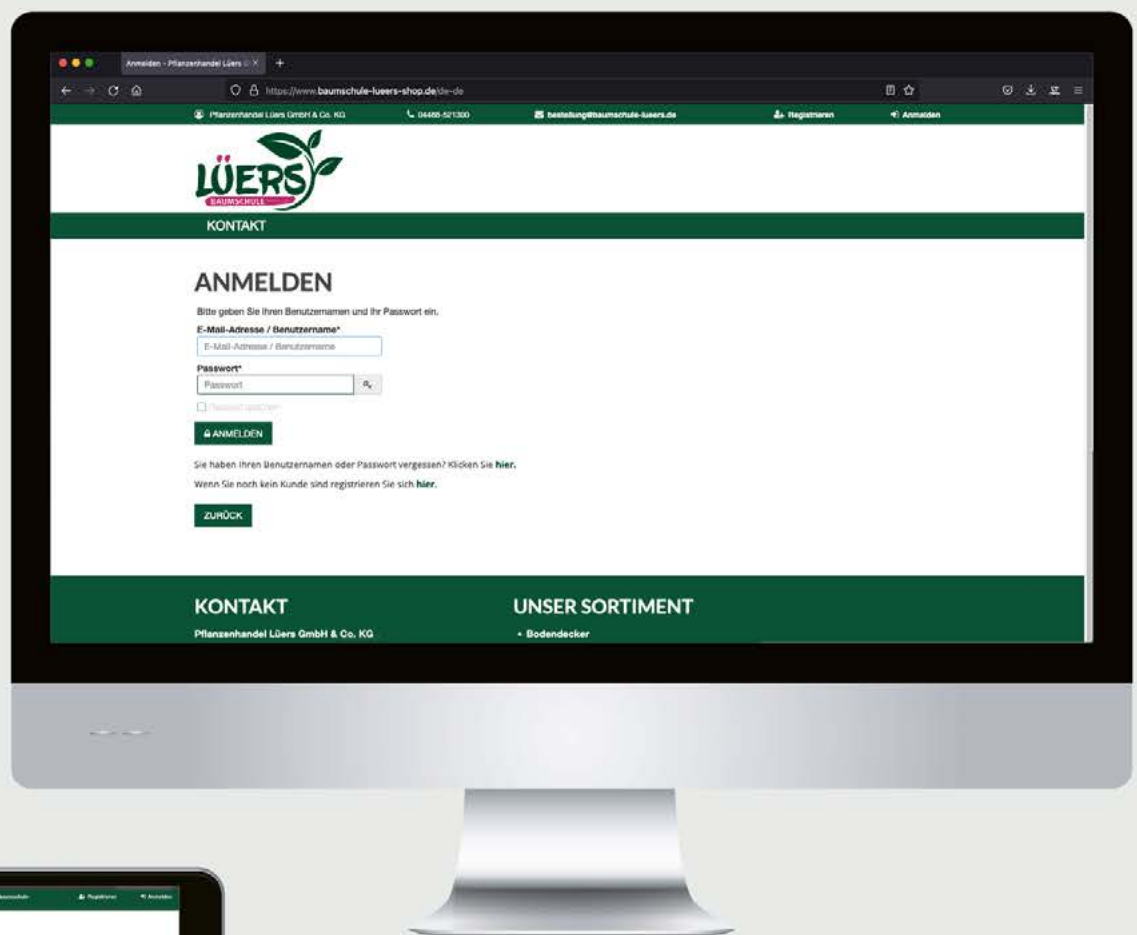 Anmelden - Pflanzenhandel Lüers G
https://www.baumschule-lueers-shop.de/de-de
Pflanzenhandel Lüers GmbH & Co. KG 04488-521300 bestellung@baumschule-lueers.de Registrieren Anmelden
LÜERS
BAUMSCHULE
KONTAKT
ANMELDEN
Bitte geben Sie Ihren Benutzernamen und Ihr Passwort ein.
E-Mail-Adresse / Benutzername*
E-Mail-Adresse / Benutzername
Passwort*
Passwort
Passwort speichern
ANMELDEN
Sie haben Ihren Benutzernamen oder Passwort vergessen? Klicken Sie hier.
Wenn Sie noch kein Kunde sind registrieren Sie sich hier.
ZURÜCK
KONTAKT UNSER SORTIMENT
Pflanzenhandel Lüers GmbH & Co. KG • Bodendecker
Registrieren Anmelden